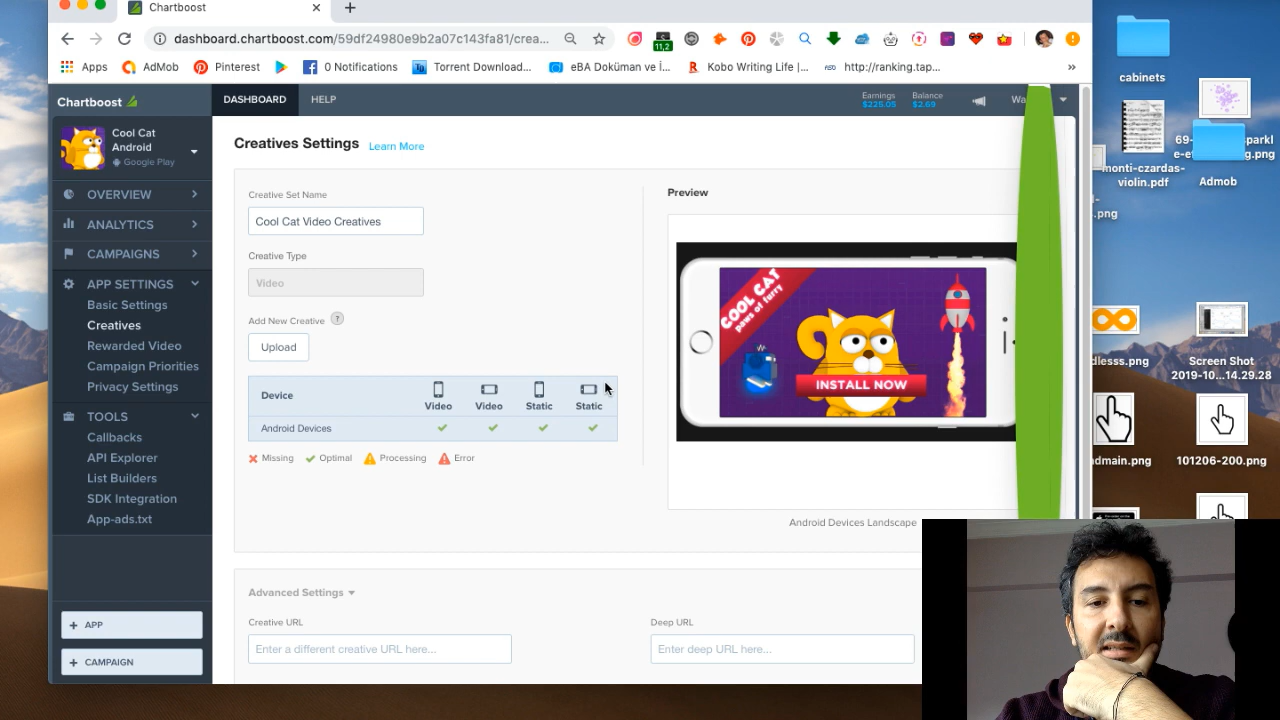 Chartboost
dashboard.chartboost.com/59df24980e9b2a07c143fa81/crea...
11,2
Apps
AdMob
Pinterest
0 Notifications
Torrent Download...
eBA Doküman ve İ...
Kobo Writing Life |...
http://ranking.tap...
»
cabinets
Chartboost
DASHBOARD
HELP
Earnings
$225.05
Balance
$2.69
Wa
monti-czardas-
violin.pdf
Admob
Cool Cat
Android
Google Play
OVERVIEW
ANALYTICS
CAMPAIGNS
APP SETTINGS
Basic Settings
Creatives
Rewarded Video
Campaign Priorities
Privacy Settings
TOOLS
Callbacks
API Explorer
List Builders
SDK Integration
App-ads.txt
+ APP
+ CAMPAIGN
Creatives Settings
Learn More
Creative Set Name
Cool Cat Video Creatives
Creative Type
Video
Add New Creative ?
Upload
Device
Video
Video
Static
Static
Android Devices
Missing
Optimal
Processing
Error
Preview
COOL CAT
paws of furry
INSTALL NOW
Android Devices Landscape
Advanced Settings
Creative URL
Enter a different creative URL here...
Deep URL
Enter deep URL here...
dlesss.png
Screen Shot
2019-10...14.29.28
dmain.png
101206-200.png